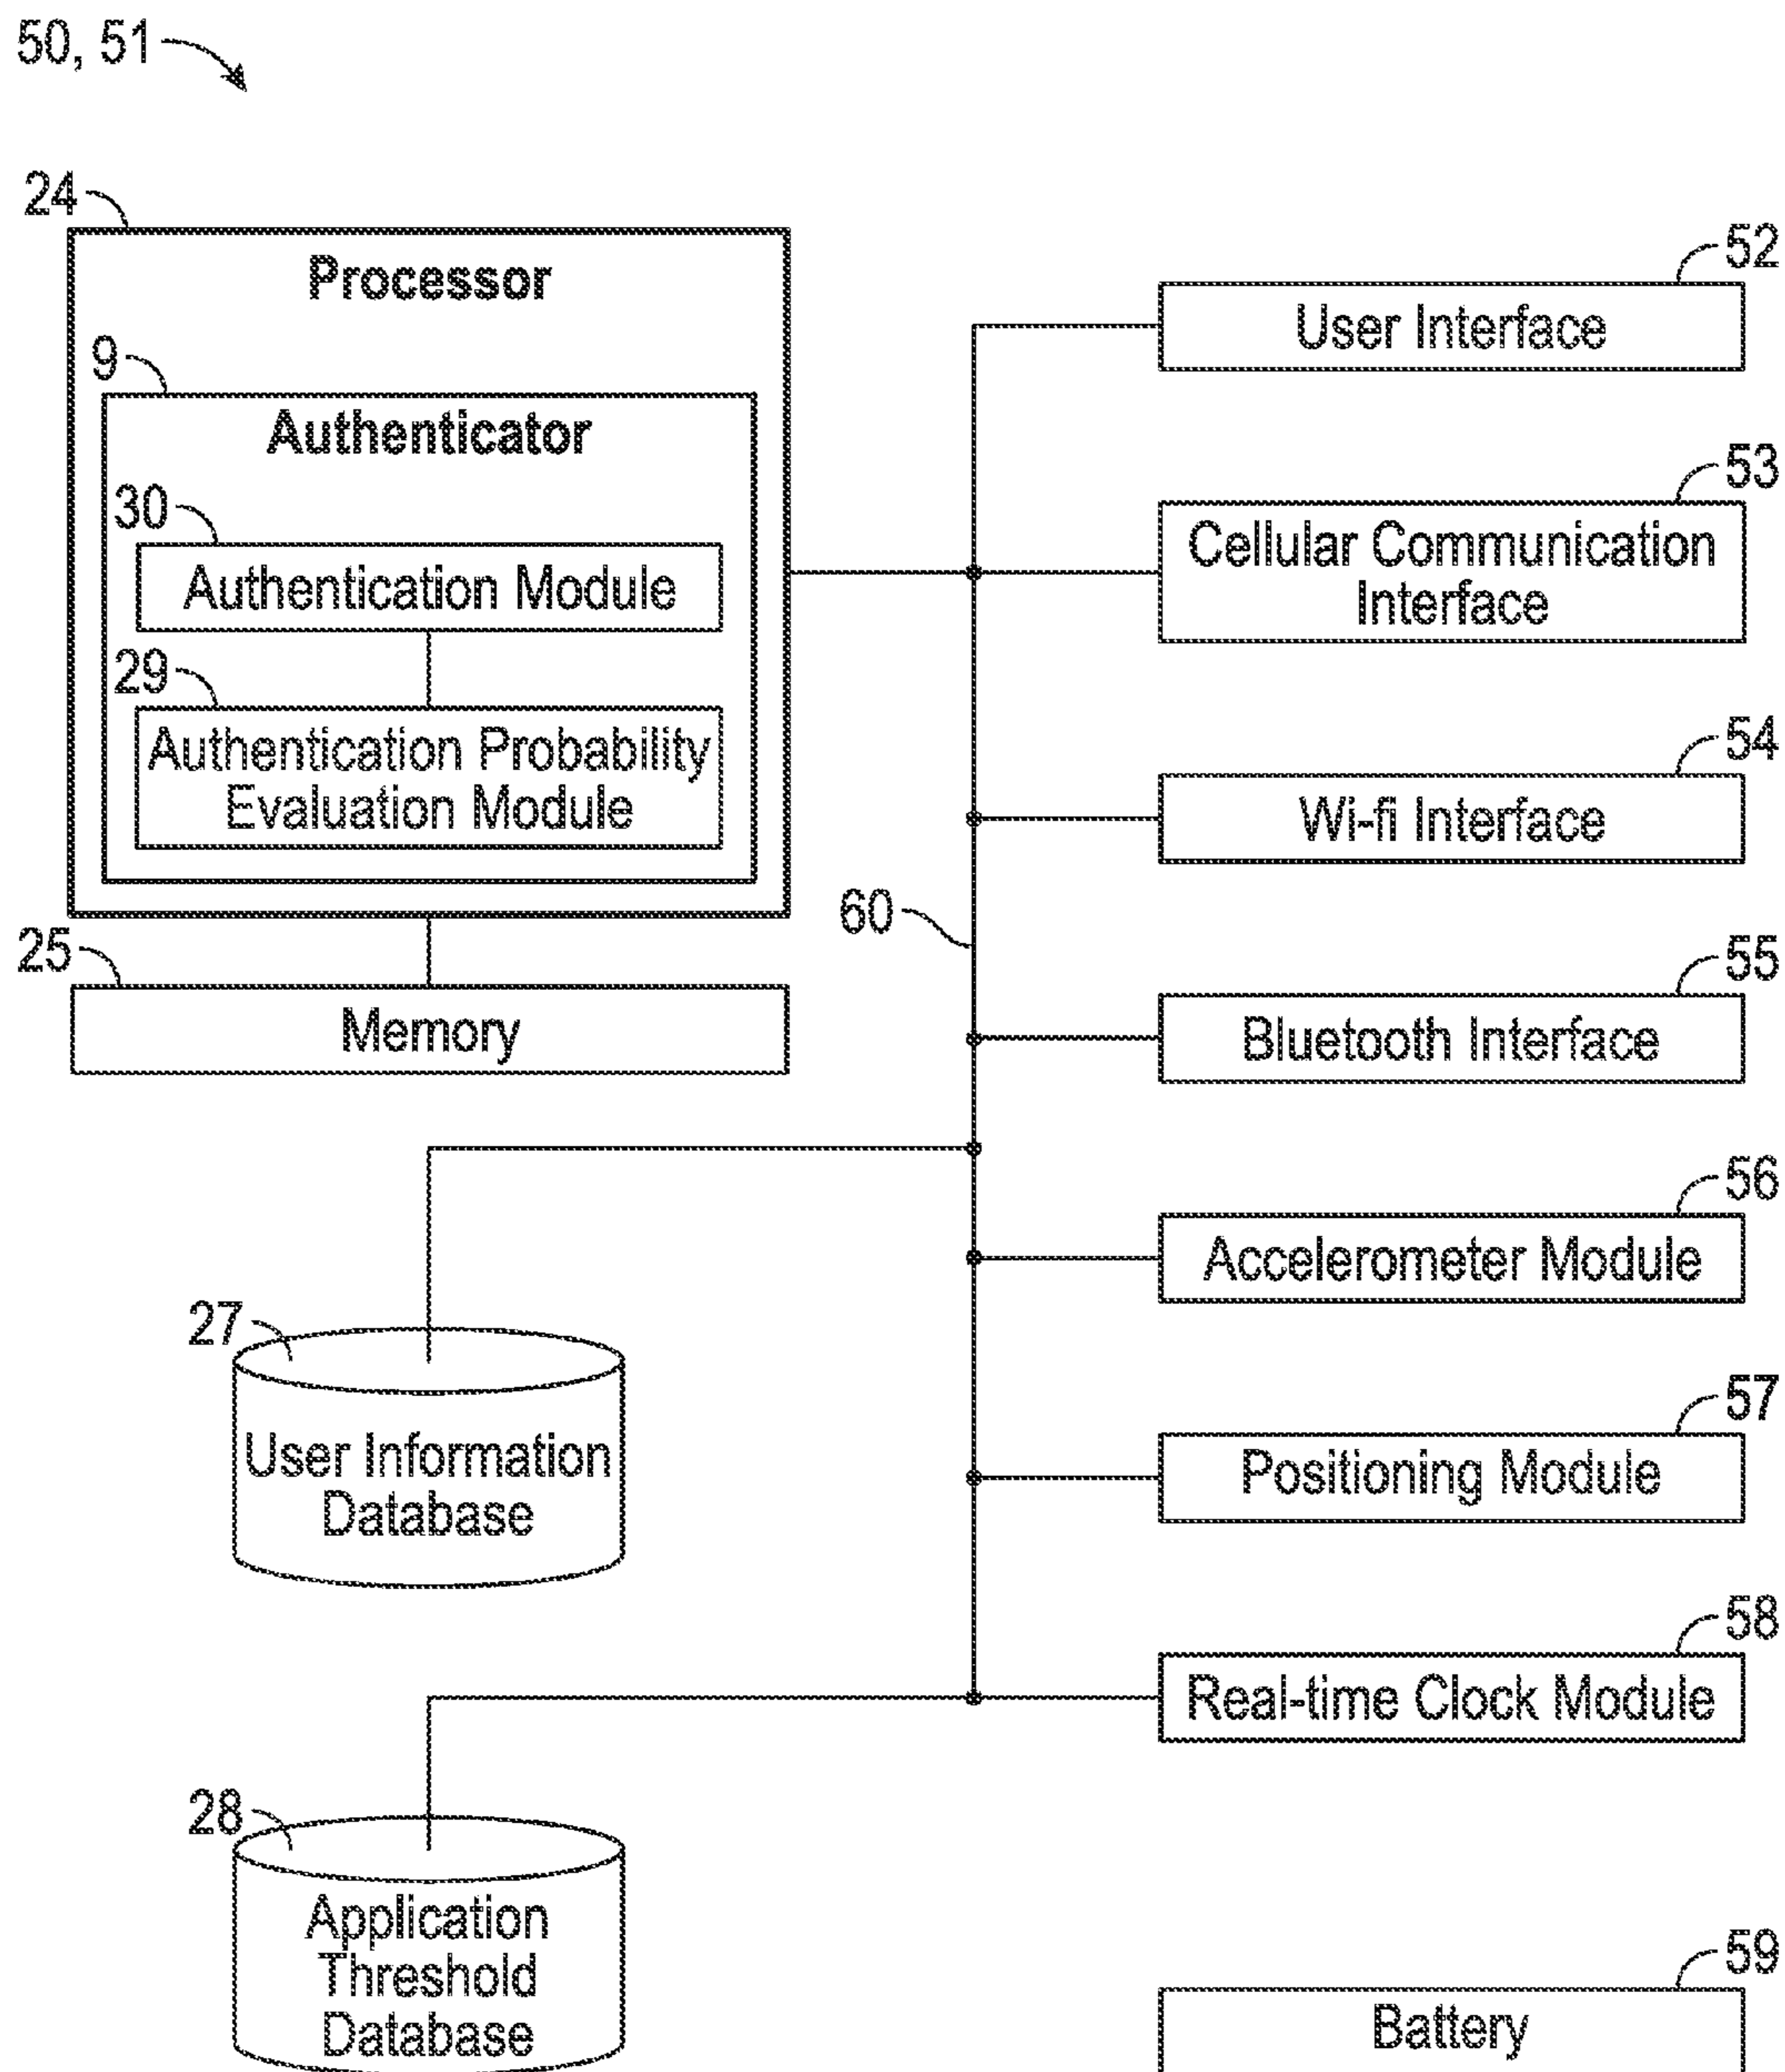 50, 51
24
Processor
9
Authenticator
30
Authentication Module
29
Authentication Probability
Evaluation Module
25
Memory
52
User Interface
53
Cellular Communication
Interface
54
Wi-fi Interface
60
55
Bluetooth Interface
56
Accelerometer Module
27
User Information
Database
57
Positioning Module
58
Real-time Clock Module
28
Application
Threshold
Database
59
Battery